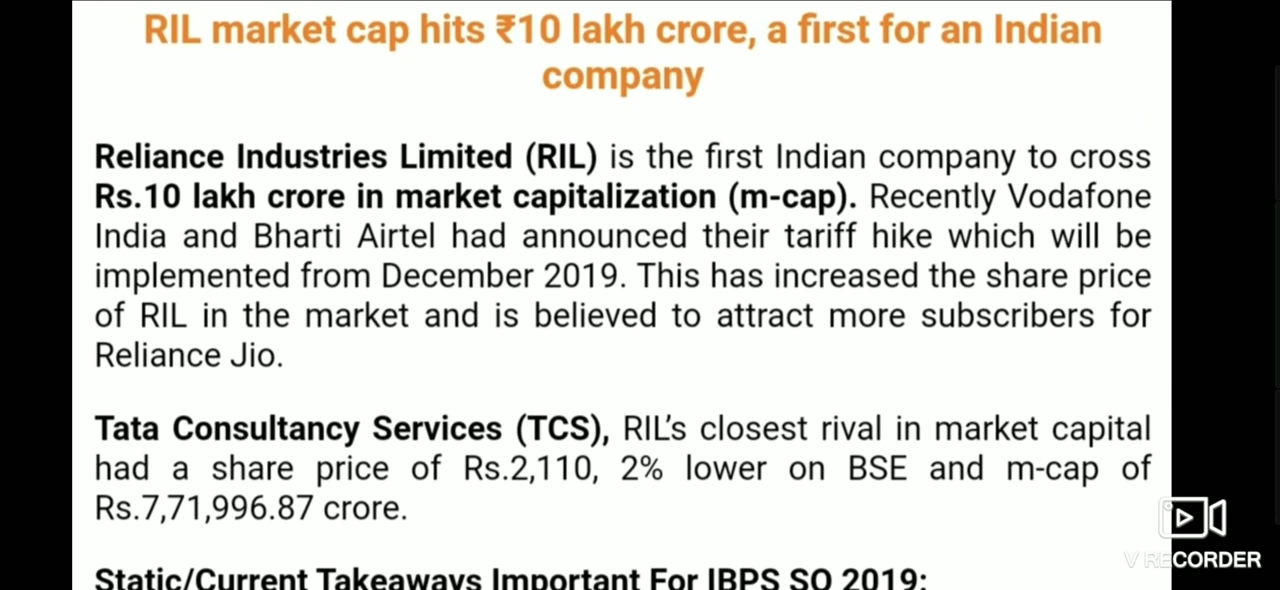 RIL market cap hits ₹10 lakh crore, a first for an Indian
company
Reliance Industries Limited (RIL) is the first Indian company to cross
Rs.10 lakh crore in market capitalization (m-cap). Recently Vodafone
India and Bharti Airtel had announced their tariff hike which will be
implemented from December 2019. This has increased the share price
of RIL in the market and is believed to attract more subscribers for
Reliance Jio.
Tata Consultancy Services (TCS), RIL's closest rival in market capital
had a share price of Rs.2,110, 2% lower on BSE and m-cap of
Rs.7,71,996.87 crore.
V RECORDER
Static/Current Takeaways Important For IBPS SO 2019: